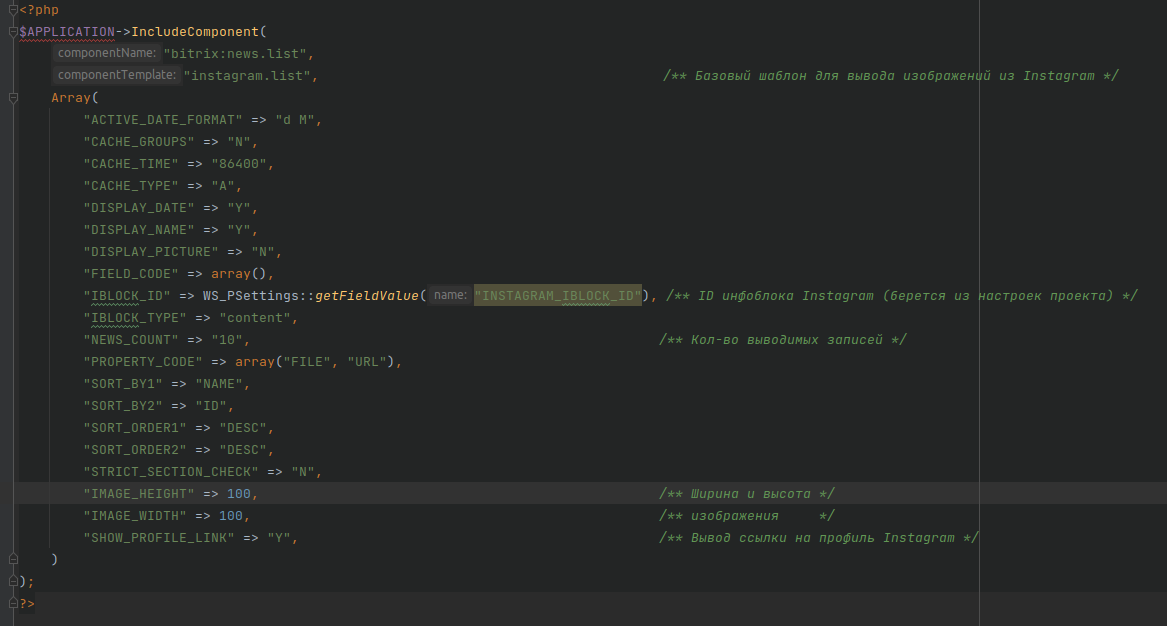 <?php
$APPLICATION->IncludeComponent(
componentName: "bitrix:news.list",
componentTemplate: "instagram.list", /** Базовый шаблон для вывода изображений из Instagram */
Array(
"ACTIVE_DATE_FORMAT" => "d M",
"CACHE_GROUPS" => "N",
"CACHE_TIME" => "86400",
"CACHE_TYPE" => "A",
"DISPLAY_DATE" => "Y",
"DISPLAY_NAME" => "Y",
"DISPLAY_PICTURE" => "N",
"FIELD_CODE" => array(),
"IBLOCK_ID" => WS_PSettings::getFieldValue( name: "INSTAGRAM_IBLOCK_ID"), /** ID инфоблока Instagram (берется из настроек проекта) */
"IBLOCK_TYPE" => "content",
"NEWS_COUNT" => "10", /** Кол-во выводимых записей */
"PROPERTY_CODE" => array("FILE", "URL"),
"SORT_BY1" => "NAME",
"SORT_BY2" => "ID",
"SORT_ORDER1" => "DESC",
"SORT_ORDER2" => "DESC",
"STRICT_SECTION_CHECK" => "N",
"IMAGE_HEIGHT" => 100, /** Ширина и высота */
"IMAGE_WIDTH" => 100, /** изображения */
"SHOW_PROFILE_LINK" => "Y", /** Вывод ссылки на профиль Instagram */
)
);
?>